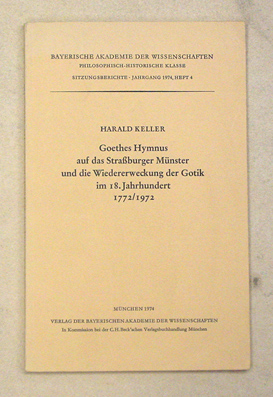 BAYERISCHE AKADEMIE DER WISSENSCHAFTEN
PHILOSOPHISCH-HISTORISCHE KLASSE
SITZUNGSBERICHTE · JAHRGANG 1974, HEFT 4
HARALD KELLER
Goethes Hymnus
auf das Straßburger Münster
und die Wiedererweckung der Gotik
im 18. Jahrhundert
1772/1972
MÜNCHEN 1974
VERLAG DER BAYERISCHEN AKADEMIE DER WISSENSCHAFTEN
In Kommission bei der C.H. Beck'schen Verlagsbuchhandlung München